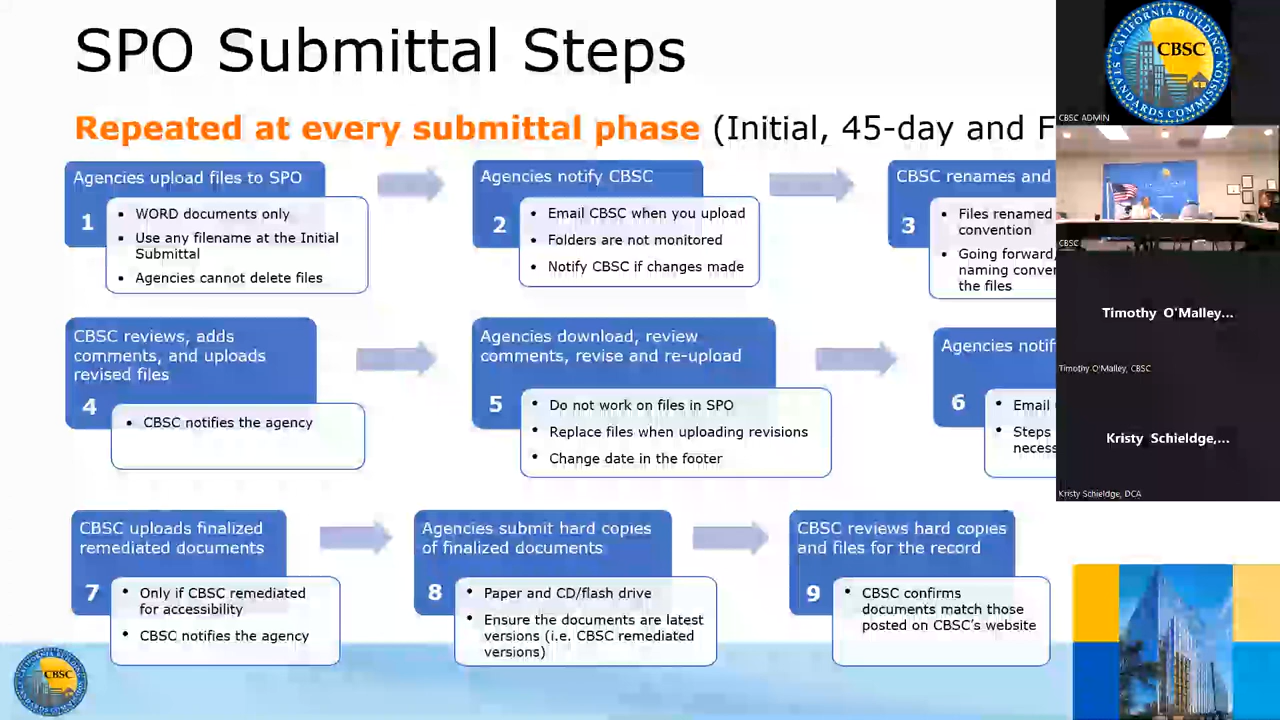 SPO Submittal Steps
Repeated at every submittal phase (Initial, 45-day and F
Agencies upload files to SPO
1
• WORD documents only
• Use any filename at the Initial
Submittal
• Agencies cannot delete files
Agencies notify CBSC
2
• Email CBSC when you upload
• Folders are not monitored
• Notify CBSC if changes made
CBSC renames and
3
• Files renamed
convention
• Going forward,
naming conver
the files
CBSC reviews, adds
comments, and uploads
revised files
4
• CBSC notifies the agency
Agencies download, review
comments, revise and re-upload
5
• Do not work on files in SPO
• Replace files when uploading revisions
• Change date in the footer
Agencies notif
6
• Email
• Steps
necess
CBSC uploads finalized
remediated documents
7
• Only if CBSC remediated
for accessibility
• CBSC notifies the agency
Agencies submit hard copies
of finalized documents
8
• Paper and CD/flash drive
• Ensure the documents are latest
versions (i.e. CBSC remediated
versions)
CBSC reviews hard copies
and files for the record
9
• CBSC confirms
documents match those
posted on CBSC's website
CALIFORNIA BUILDING
STANDARDS COMMISSION
CBSC
CBSC ADMIN
CBSC
Timothy O'Malley...
Timothy O'Malley, CBSC
Kristy Schieldge,...
Kristy Schieldge, DCA
CBSC